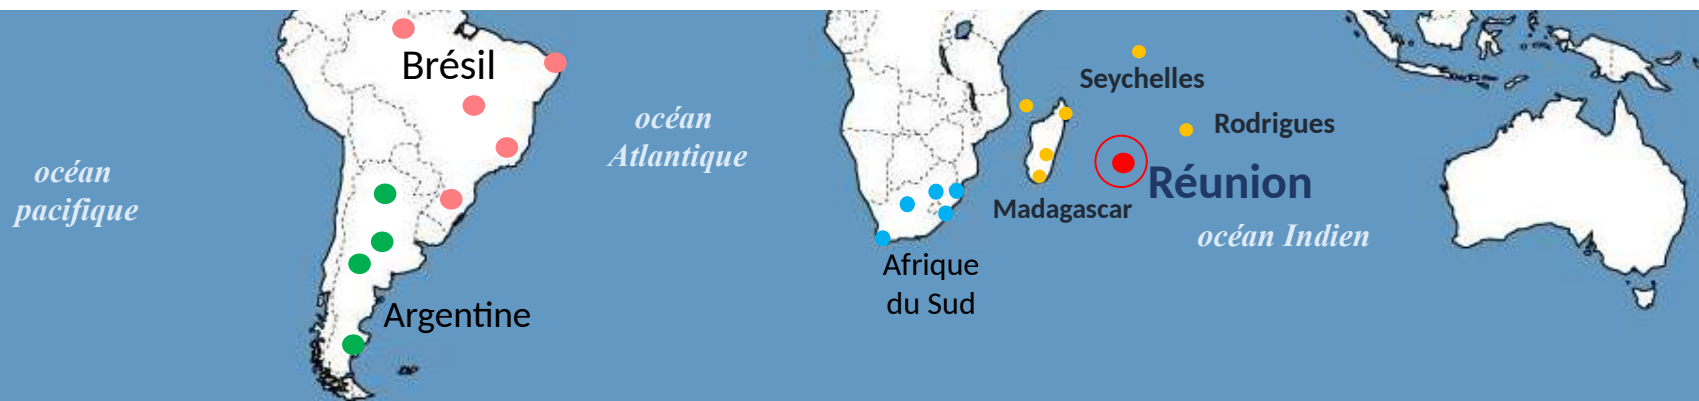 Brésil
océan
Atlantique
océan
pacifique
Argentine
Seychelles
Rodrigues
Réunion
Madagascar
océan Indien
Afrique
du Sud